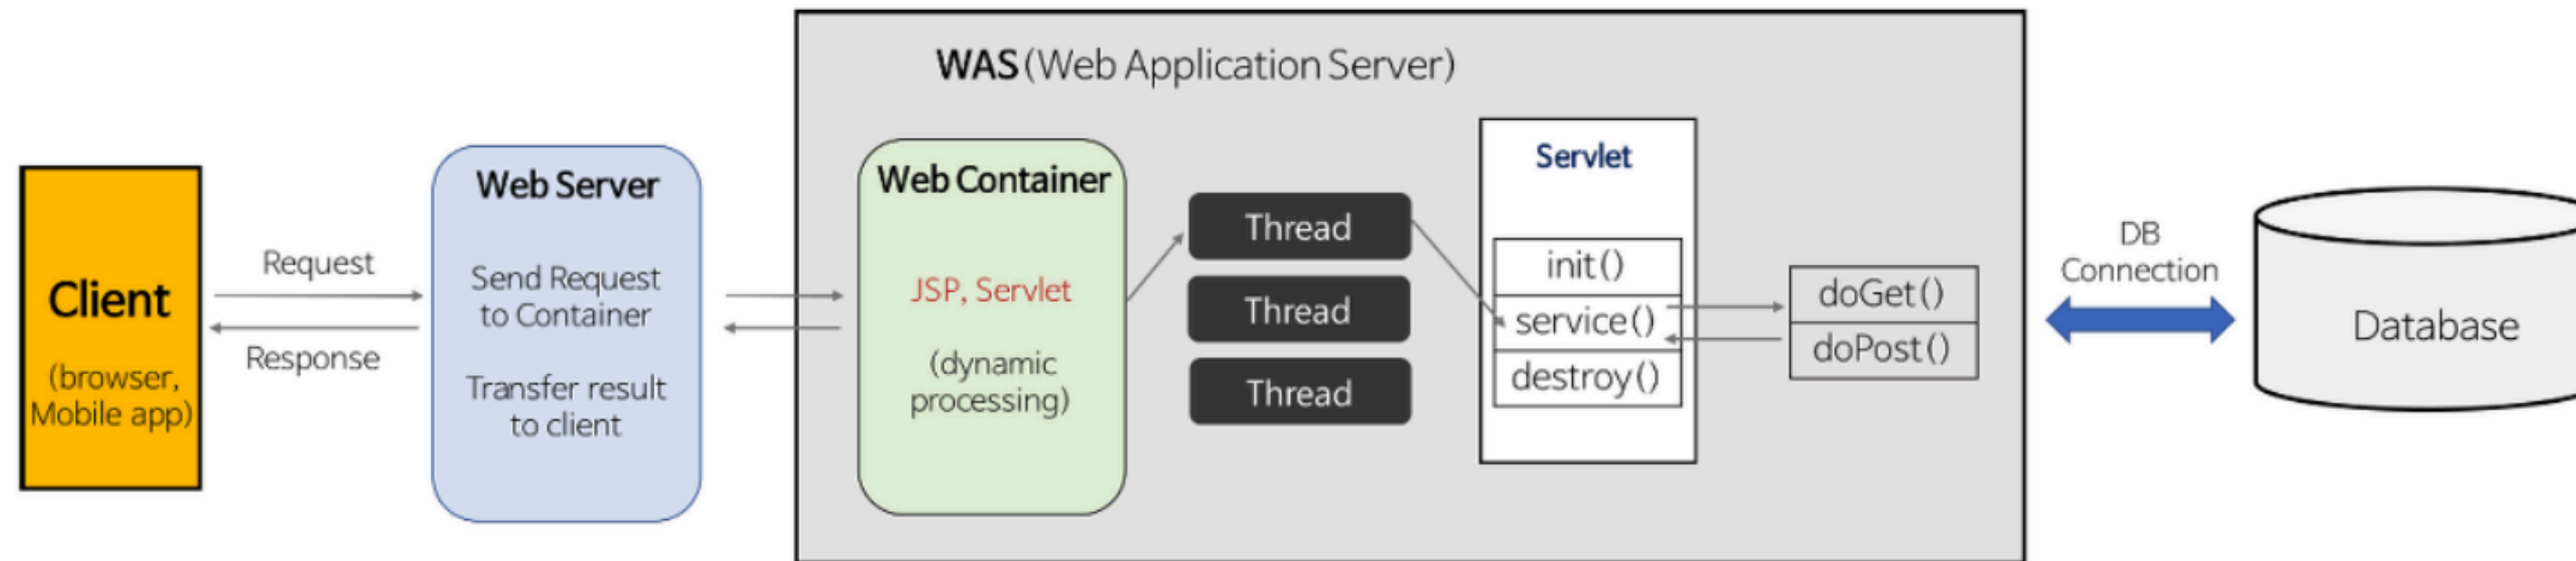 WAS(Web Application Server)
Client
(browser,
Mobile app)
Request
Response
Web Server
Send Request
to Container
Transfer result
to client
Web Container
JSP, Servlet
(dynamic
processing)
Thread
Thread
Thread
Servlet
init()
service()
destroy()
doGet()
doPost()
DB
Connection
Database